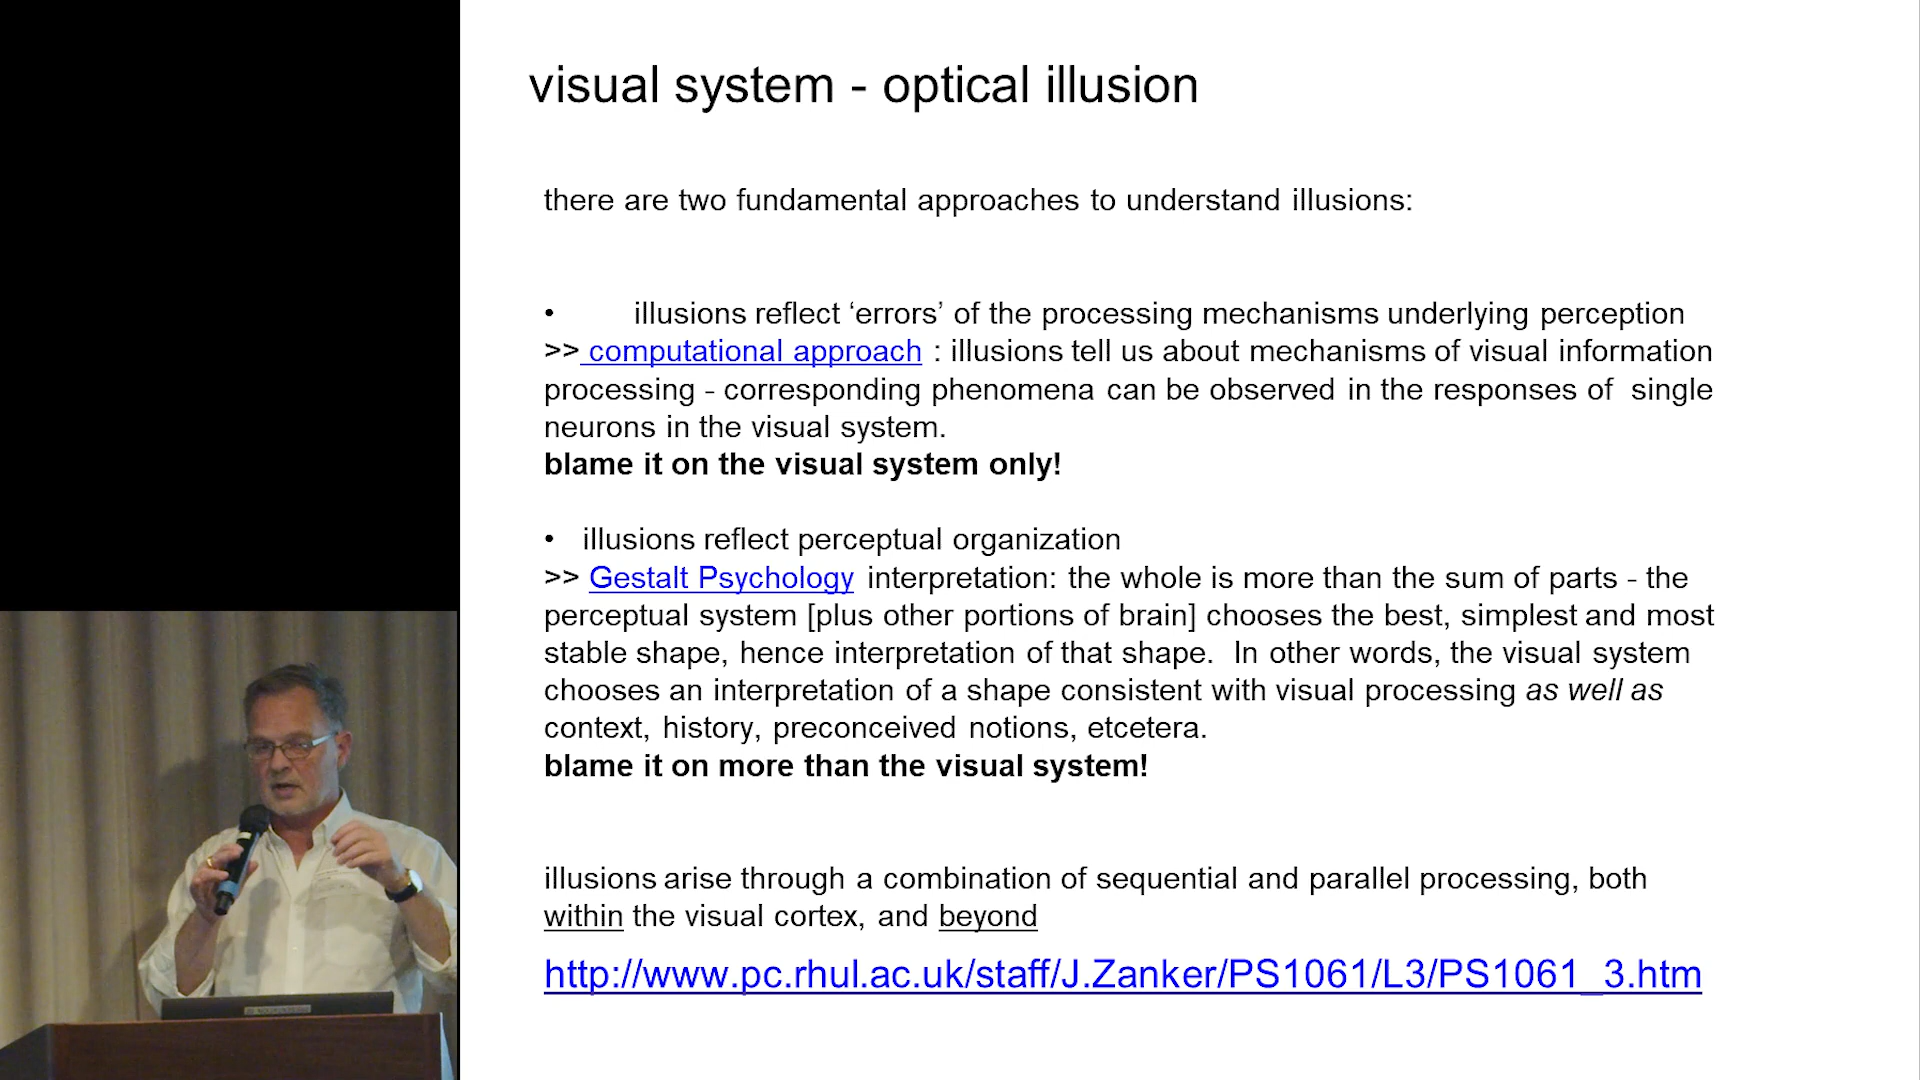 visual system - optical illusion
there are two fundamental approaches to understand illusions:
• illusions reflect ‘errors’ of the processing mechanisms underlying perception
>> computational approach : illusions tell us about mechanisms of visual information
processing - corresponding phenomena can be observed in the responses of  single
neurons in the visual system.
blame it on the visual system only!
• illusions reflect perceptual organization
>> Gestalt Psychology interpretation: the whole is more than the sum of parts - the
perceptual system [plus other portions of brain] chooses the best, simplest and most
stable shape, hence interpretation of that shape.  In other words, the visual system
chooses an interpretation of a shape consistent with visual processing as well as
context, history, preconceived notions, etcetera.
blame it on more than the visual system!
illusions arise through a combination of sequential and parallel processing, both
within the visual cortex, and beyond
http://www.pc.rhul.ac.uk/staff/J.Zanker/PS1061/L3/PS1061_3.htm